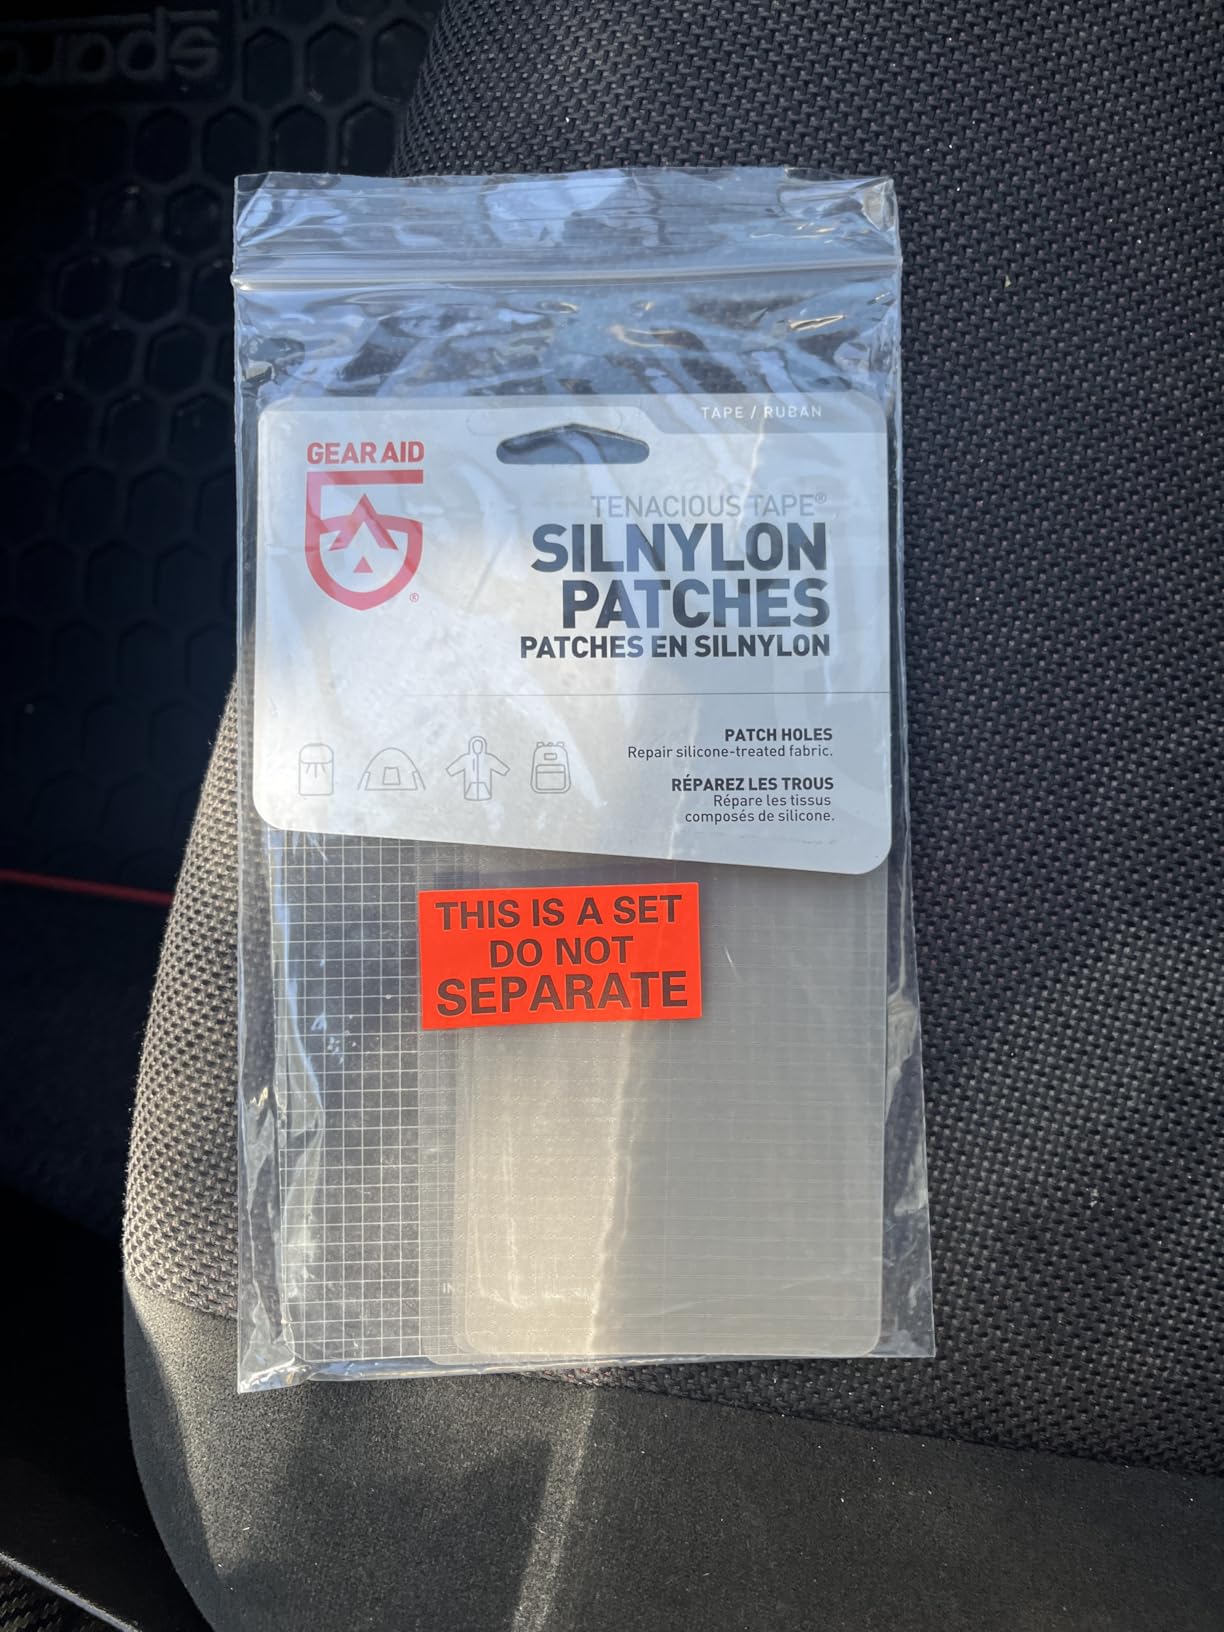 sparco
TAPE / RUBAN
GEAR AID
®
TENACIOUS TAPE®
SILNYLON
PATCHES
PATCHES EN SILNYLON
PATCH HOLES
Repair silicone-treated fabric.
RÉPAREZ LES TROUS
Répare les tissus
composés de silicone.
THIS IS A SET
DO NOT
SEPARATE